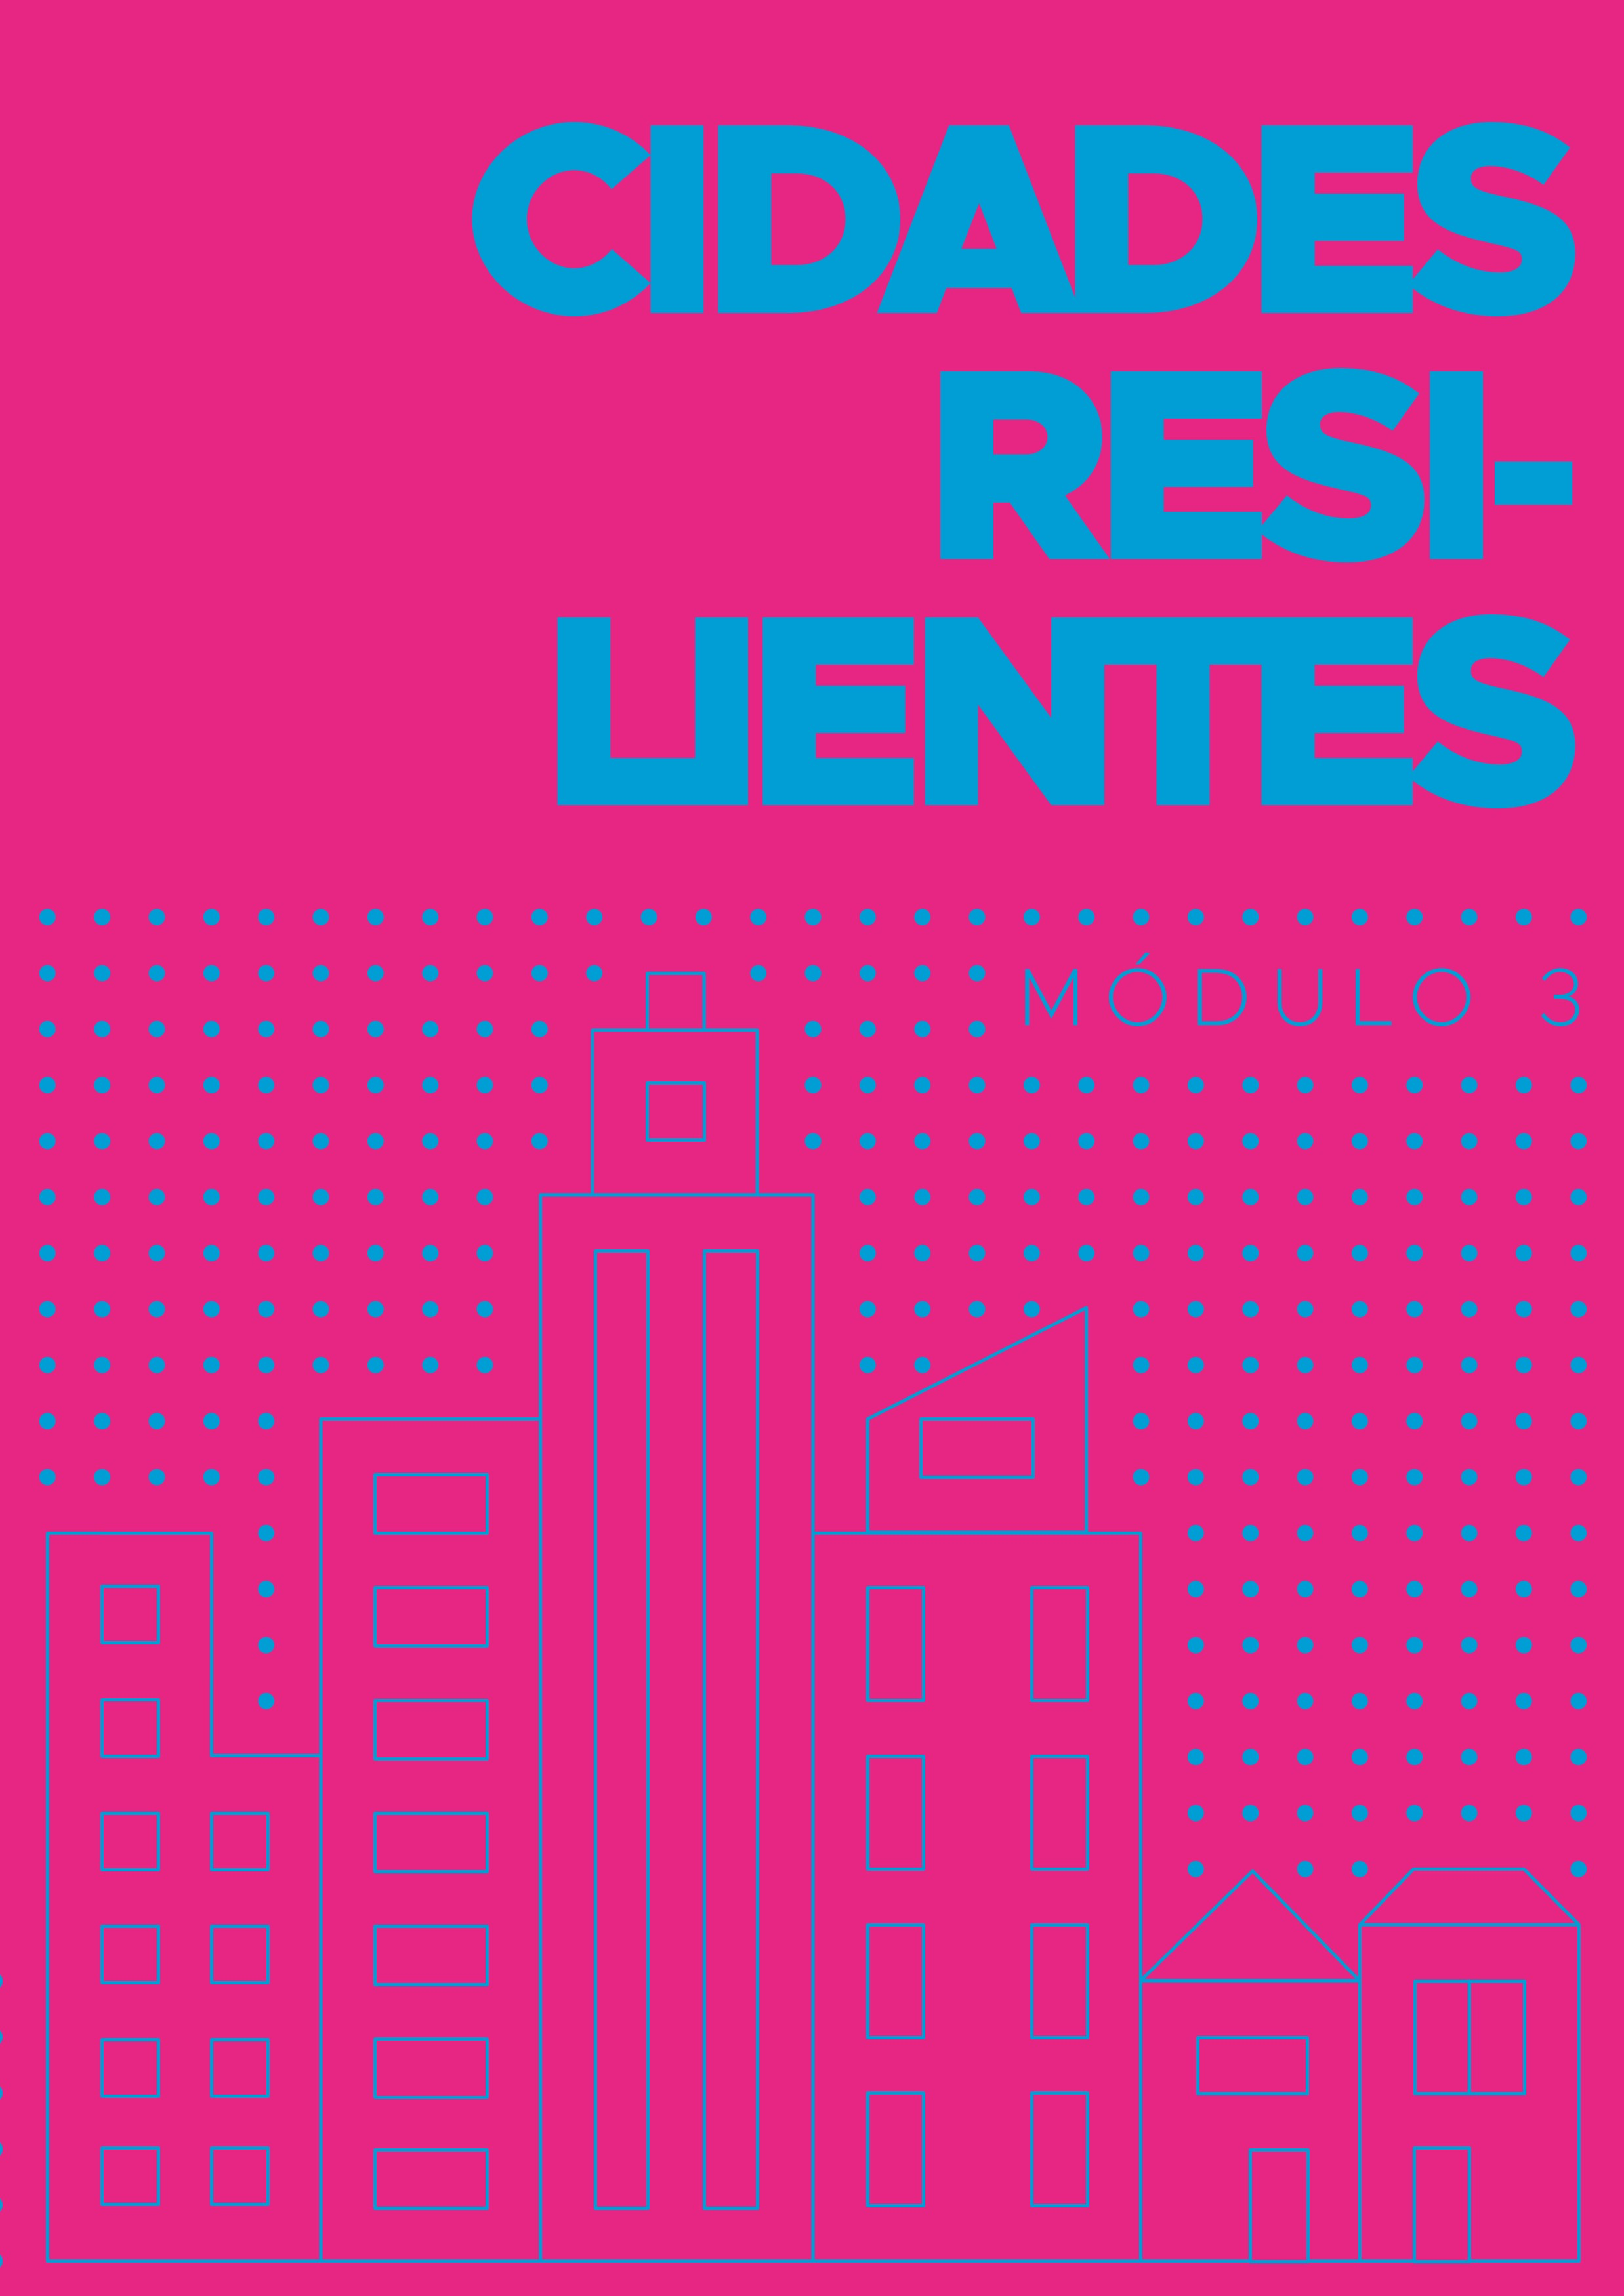 CIDADES
RESI-
LIENTES
MÓDULO 3